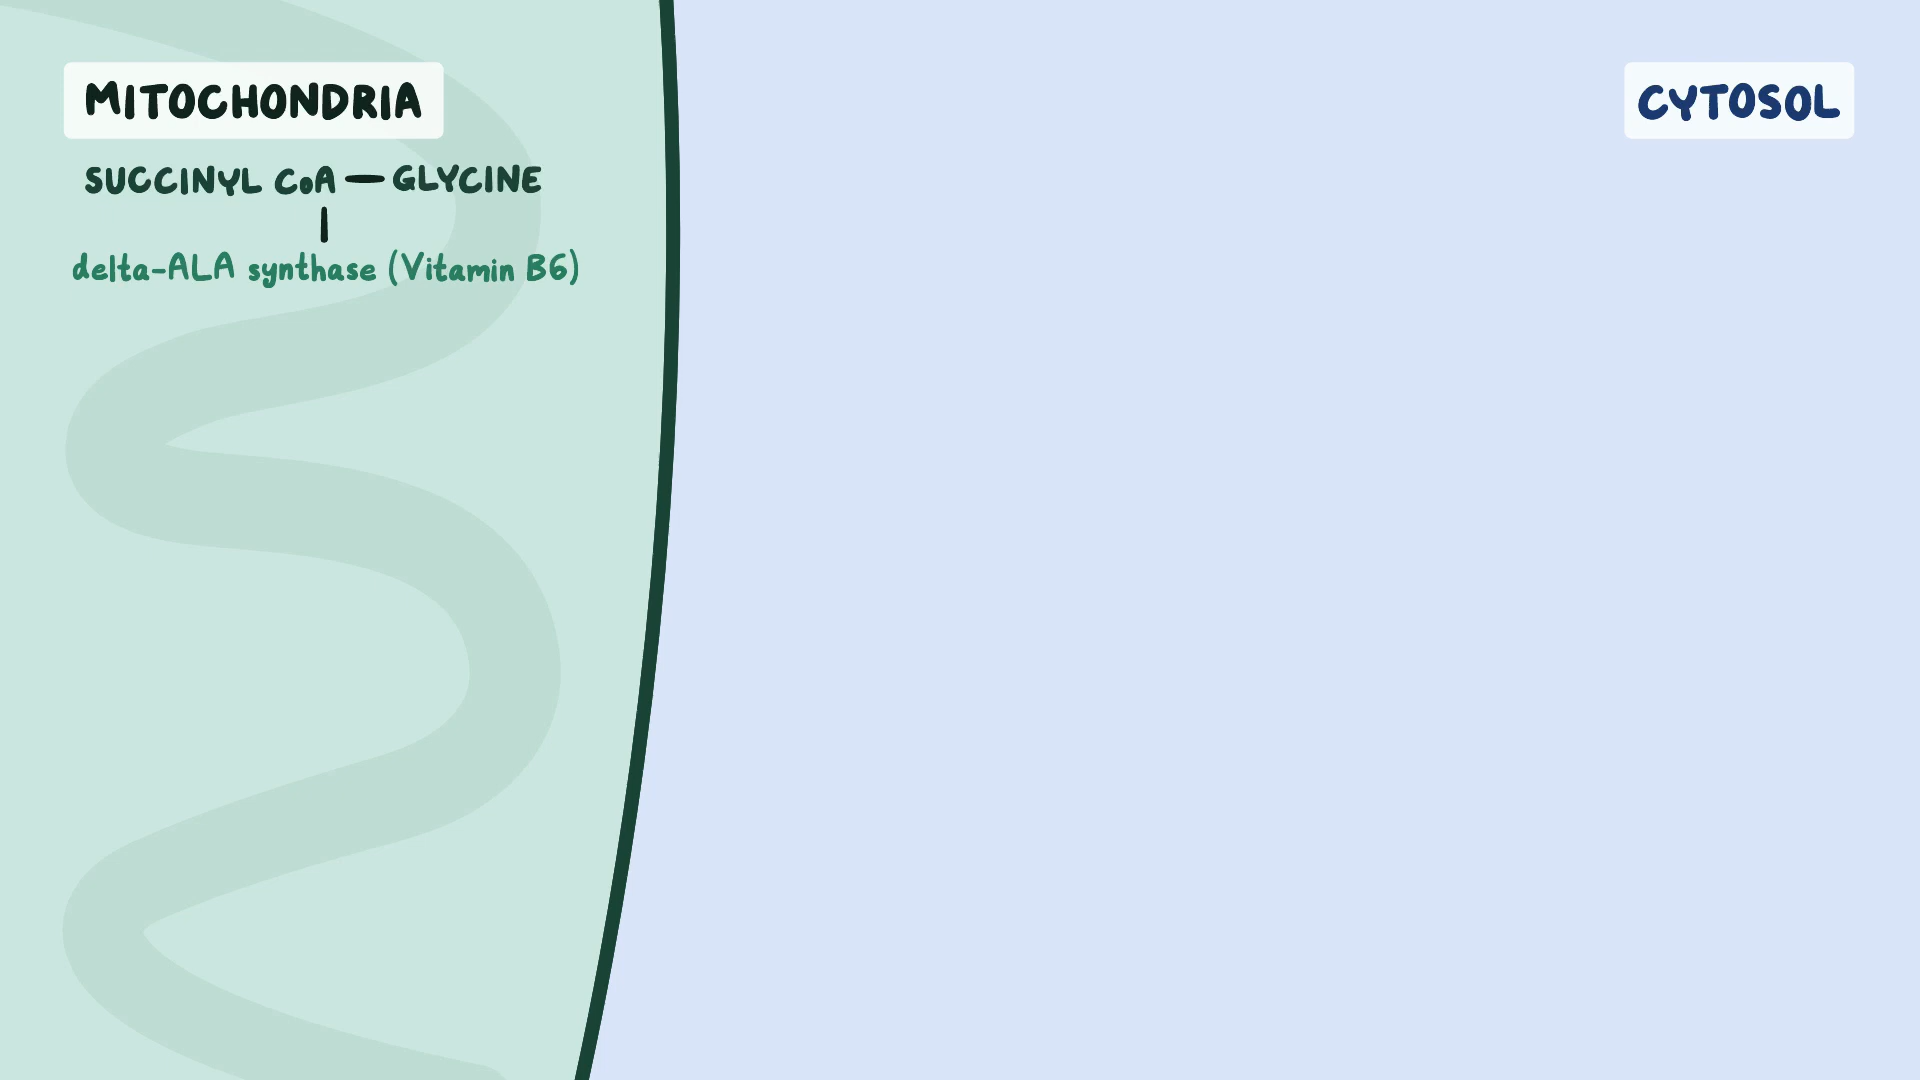 MITOCHONDRIA
CYTOSOL
SUCCINYL CoA — GLYCINE
delta-ALA synthase (Vitamin B6)